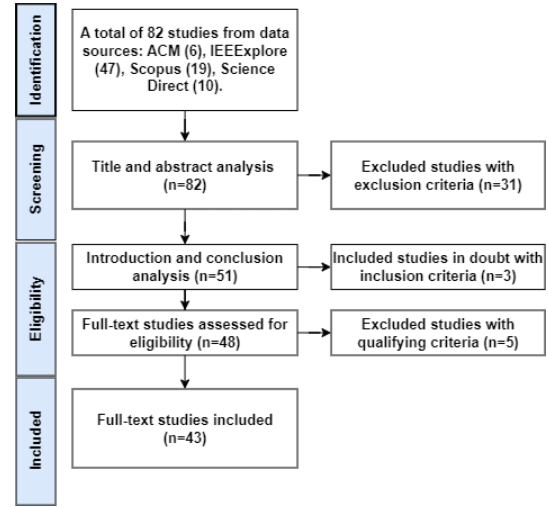 Identification
A total of 82 studies from data
sources: ACM (6), IEEExplore
(47), Scopus (19), Science
Direct (10).
Screening
Title and abstract analysis
(n=82)
Excluded studies with
exclusion criteria (n=31)
Eligibility
Introduction and conclusion
analysis (n=51)
Included studies in doubt with
inclusion criteria (n=3)
Full-text studies assessed for
eligibility (n=48)
Excluded studies with
qualifying criteria (n=5)
Included
Full-text studies included
(n=43)